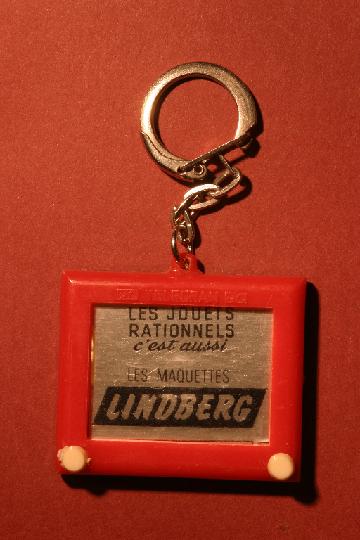 LES JOUETS
RATIONNELS
c'est aussi
LES MAQUETTES
LINDBERG